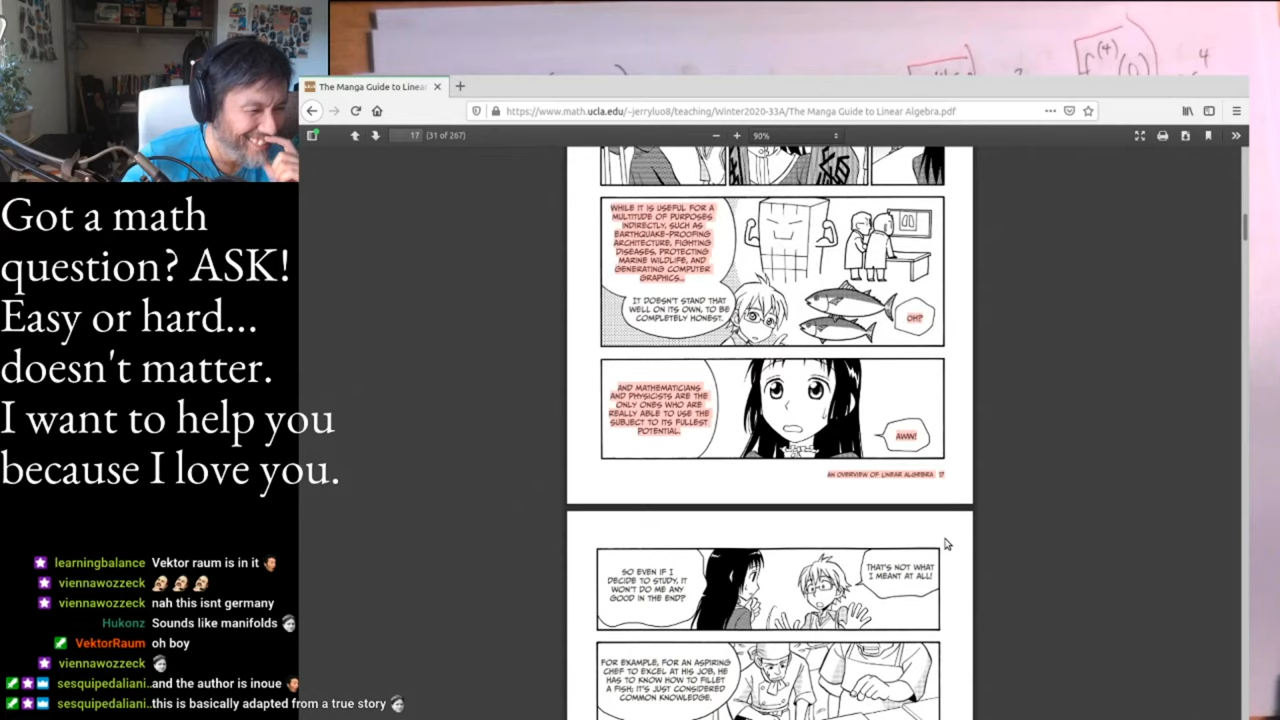 The Manga Guide to Linear
https://www.math.ucla.edu/~jerryluo8/teaching/Winter2020-33A/The Manga Guide to Linear Algebra.pdf
17 (31 of 267)
90%
f(4)(0) 4
WHILE IT IS USEFUL FOR A
MULTITUDE OF PURPOSES
INDIRECTLY, SUCH AS
EARTHQUAKE-PROOFING
ARCHITECTURE, FIGHTING
DISEASES, PROTECTING
MARINE WILDLIFE, AND
GENERATING COMPUTER
GRAPHICS...
IT DOESN'T STAND THAT
WELL ON ITS OWN, TO BE
COMPLETELY HONEST.
OH?
AND MATHEMATICIANS
AND PHYSICISTS ARE THE
ONLY ONES WHO ARE
REALLY ABLE TO USE THE
SUBJECT TO ITS FULLEST
POTENTIAL.
AWW!
AN OVERVIEW OF LINEAR ALGEBRA 17
SO EVEN IF I
DECIDE TO STUDY, IT
WON'T DO ME ANY
GOOD IN THE END?
THAT'S NOT WHAT
I MEANT AT ALL!
FOR EXAMPLE, FOR AN ASPIRING
CHEF TO EXCEL AT HIS JOB, HE
HAS TO KNOW HOW TO FILLET
A FISH; IT'S JUST CONSIDERED
COMMON KNOWLEDGE.
Got a math
question? ASK!
Easy or hard...
doesn't matter.
I want to help you
because I love you.
learningbalance Vektor raum is in it
viennawozzeck
viennawozzeck nah this isnt germany
Hukonz Sounds like manifolds
VektorRaum oh boy
viennawozzeck
sesquipedaliani..and the author is inoue
sesquipedaliani..this is basically adapted from a true story